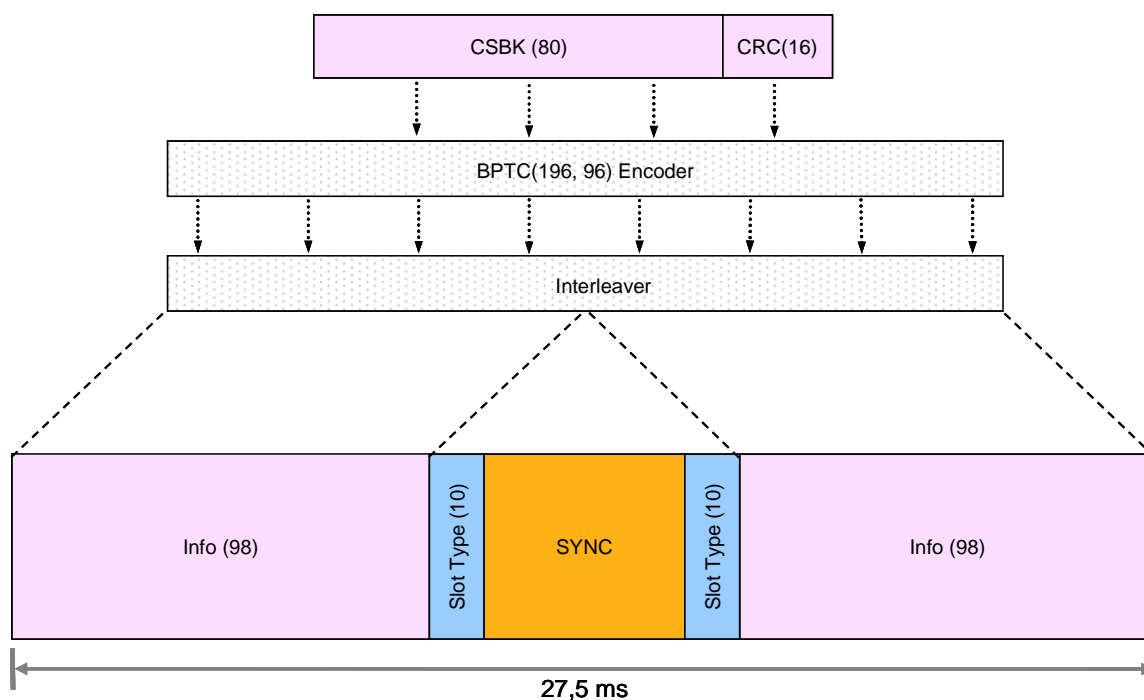 CSBK (80)
CRC(16)
BPTC(196, 96) Encoder
Interleaver
Info (98)
Slot Type (10)
SYNC
Slot Type (10)
Info (98)
27,5 ms